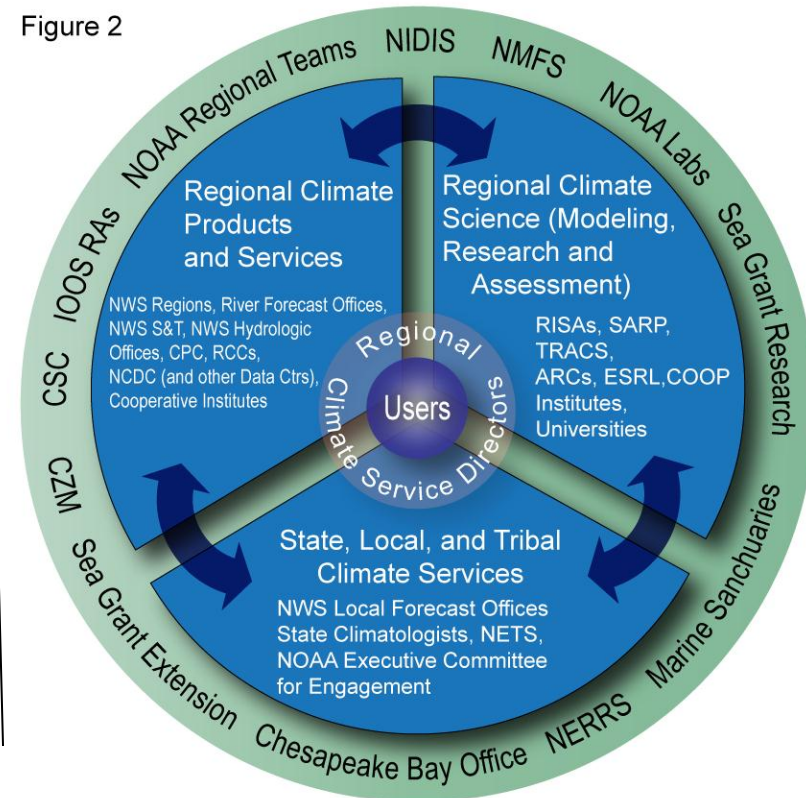 Figure 2
NOAA Regional Teams
NIDIS
NMFS
NOAA Labs
Sea Grant Research
Marine Sanchuaries
NERRS
Chesapeake Bay Office
Sea Grant Extension
CZM
CSC
IOOS RAs
Regional Climate
Products
and Services
NWS Regions, River Forecast Offices,
NWS S&T, NWS Hydrologic
Offices, CPC, RCCs,
NCDC (and other Data Ctrs),
Cooperative Institutes
Regional Climate
Science (Modeling,
Research and
Assessment)
RISAs, SARP,
TRACS,
ARCs, ESRL,COOP
Institutes,
Universities
Regional
Climate Service Directors
Users
State, Local, and Tribal
Climate Services
NWS Local Forecast Offices
State Climatologists, NETS,
NOAA Executive Committee
for Engagement